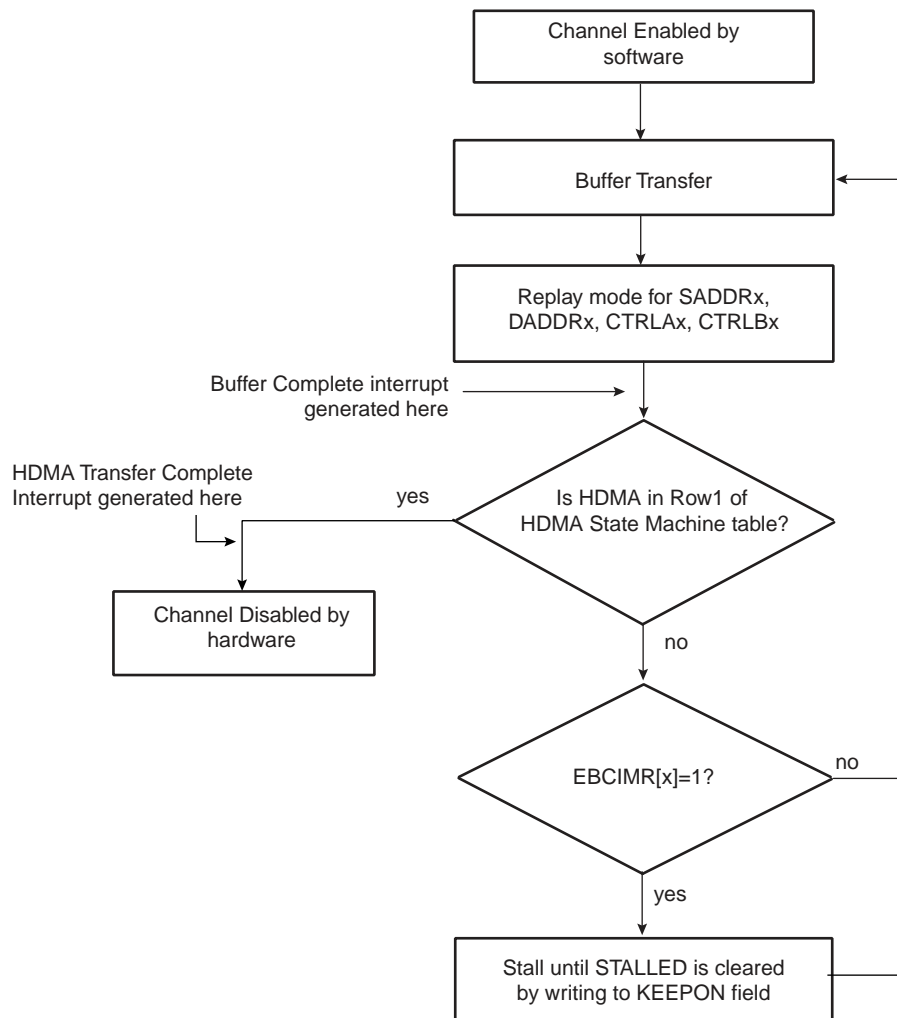 Channel Enabled by
software
Buffer Transfer
Replay mode for SADDRx,
DADDRx, CTRLAx, CTRLBx
Buffer Complete interrupt
generated here
HDMA Transfer Complete
Interrupt generated here
yes
Is HDMA in Row1 of
HDMA State Machine table?
Channel Disabled by
hardware
no
EBCIMR[x]=1?
no
yes
Stall until STALLED is cleared
by writing to KEEPON field